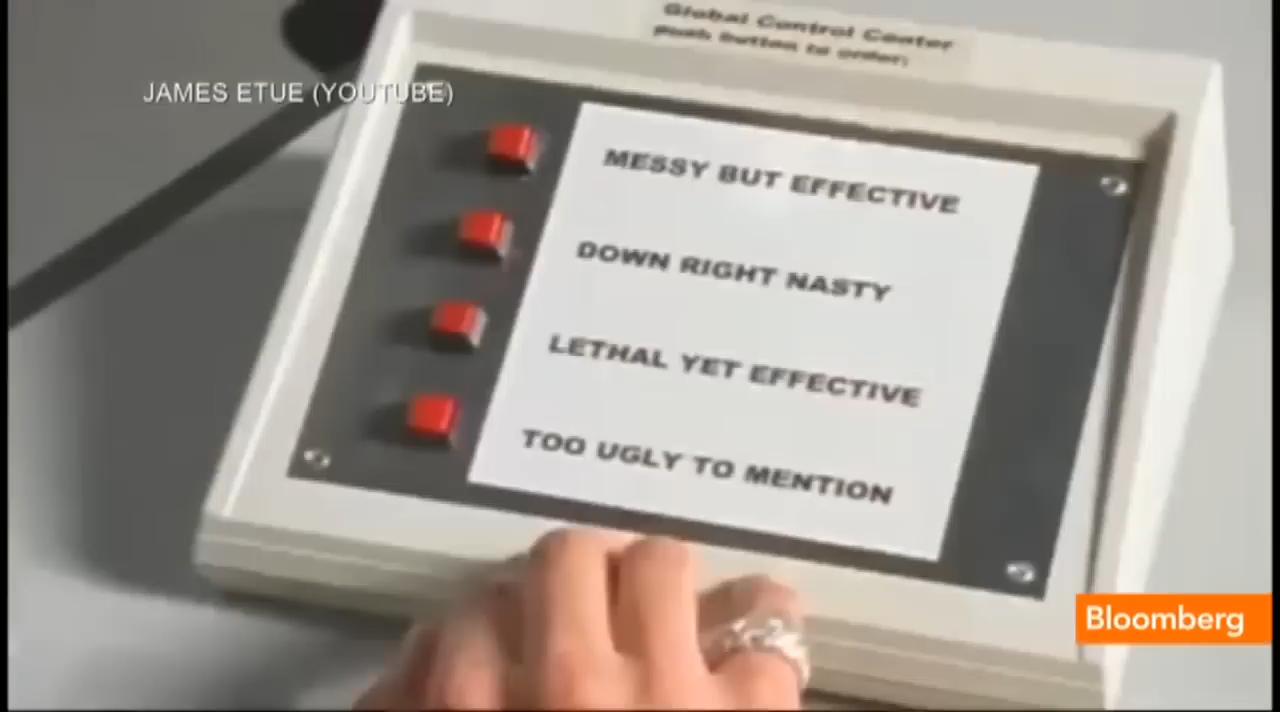 Global Control Center
push button to order:
JAMES ETUE (YOUTUBE)
MESSY BUT EFFECTIVE
DOWN RIGHT NASTY
LETHAL YET EFFECTIVE
TOO UGLY TO MENTION
Bloomberg